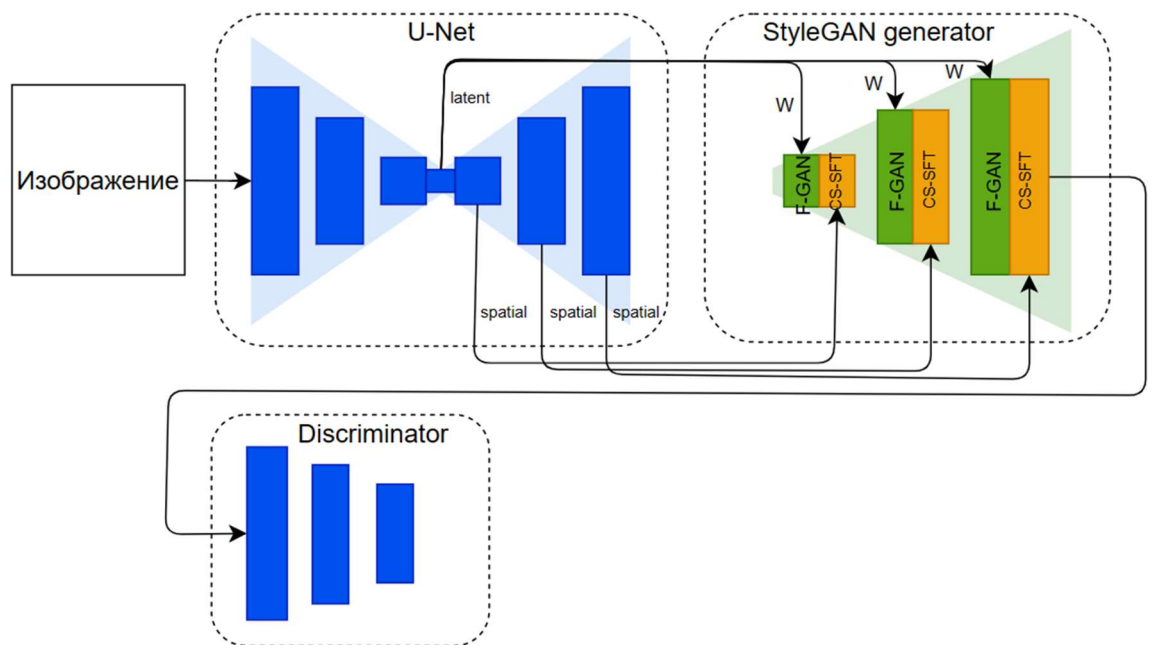 U-Net
StyleGAN generator
latent
W
W
W
Изображение
F-GAN
CS-SFT
F-GAN
CS-SFT
F-GAN
CS-SFT
spatial
spatial
spatial
Discriminator